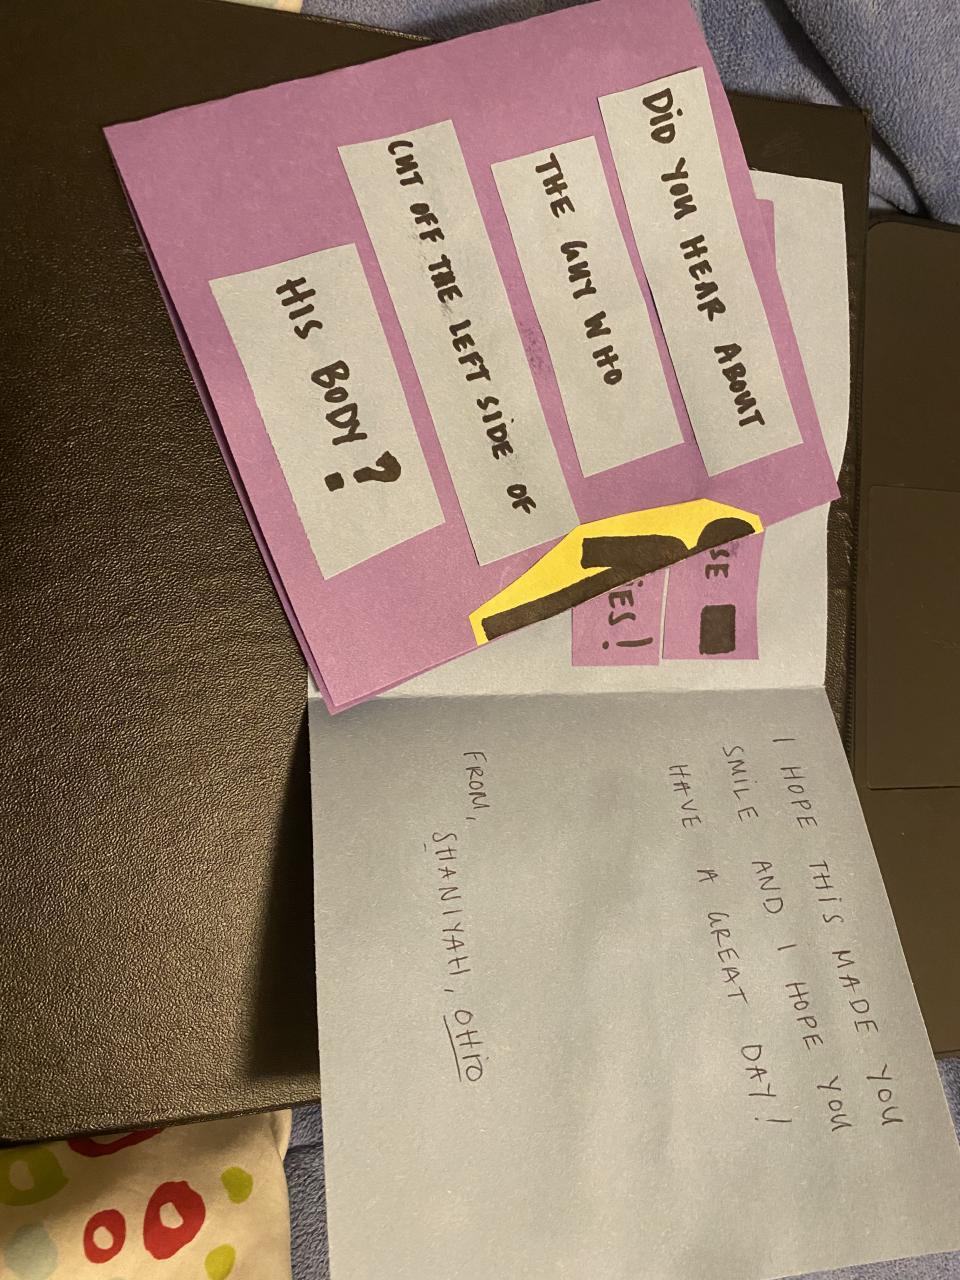 DID YOU HEAR ABOUT
THE GUY WHO
CUT OFF THE LEFT SIDE OF
HIS BODY?
I HOPE THIS MADE YOU
SMILE AND I HOPE YOU
HAVE A GREAT DAY!
FROM,
SHANIYAH, OHIO